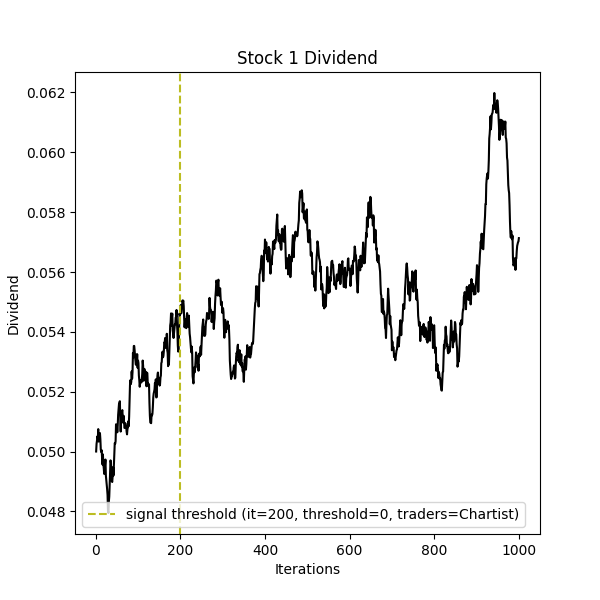 Stock 1 Dividend
0.062
0.060
0.058
0.056
0.054
0.052
0.050
0.048
Dividend
signal threshold (it=200, threshold=0, traders=Chartist)
0 200 400 600 800 1000
Iterations